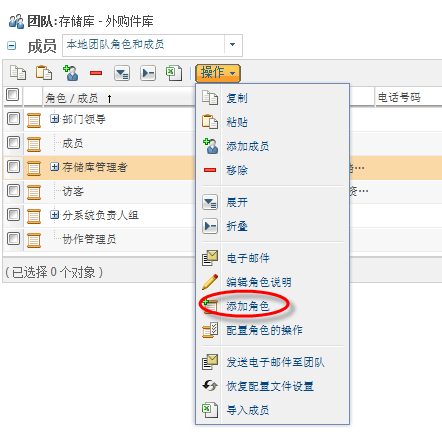 团队:存储库 - 外购件库
成员 本地团队角色和成员
操作
角色 / 成员 ↑ 电话号码
部门领导
成员
存储库管理者
访客
分系统负责人组
协作管理员
(已选择 0 个对象)
复制
粘贴
添加成员
移除
展开
折叠
电子邮件
编辑角色说明
添加角色
配置角色的操作
发送电子邮件至团队
恢复配置文件设置
导入成员